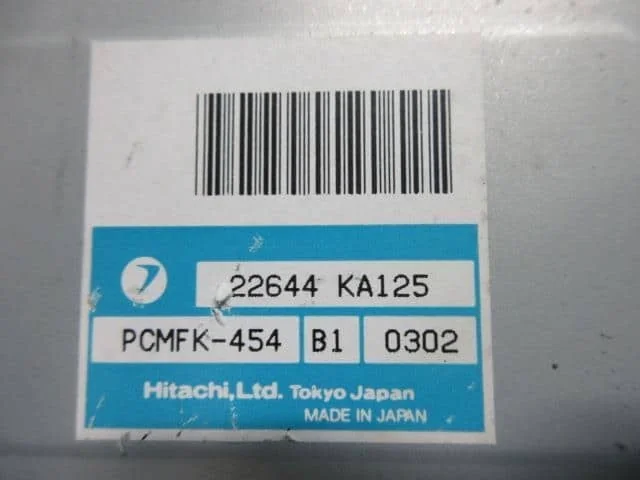 22644 KA125
PCMFK-454 B1 0302
Hitachi,Ltd. Tokyo Japan
MADE IN JAPAN